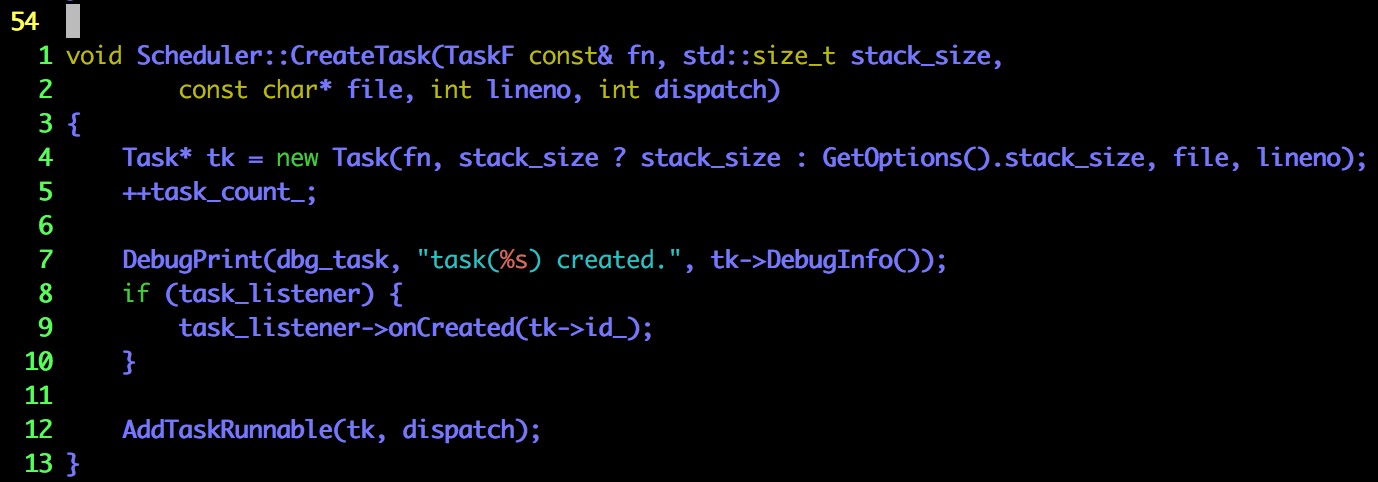 54
1 void Scheduler::CreateTask(TaskF const& fn, std::size_t stack_size,
2         const char* file, int lineno, int dispatch)
3 {
4     Task* tk = new Task(fn, stack_size ? stack_size : GetOptions().stack_size, file, lineno);
5     ++task_count_;
6
7     DebugPrint(dbg_task, "task(%s) created.", tk->DebugInfo());
8     if (task_listener) {
9         task_listener->onCreated(tk->id_);
10     }
11
12     AddTaskRunnable(tk, dispatch);
13 }